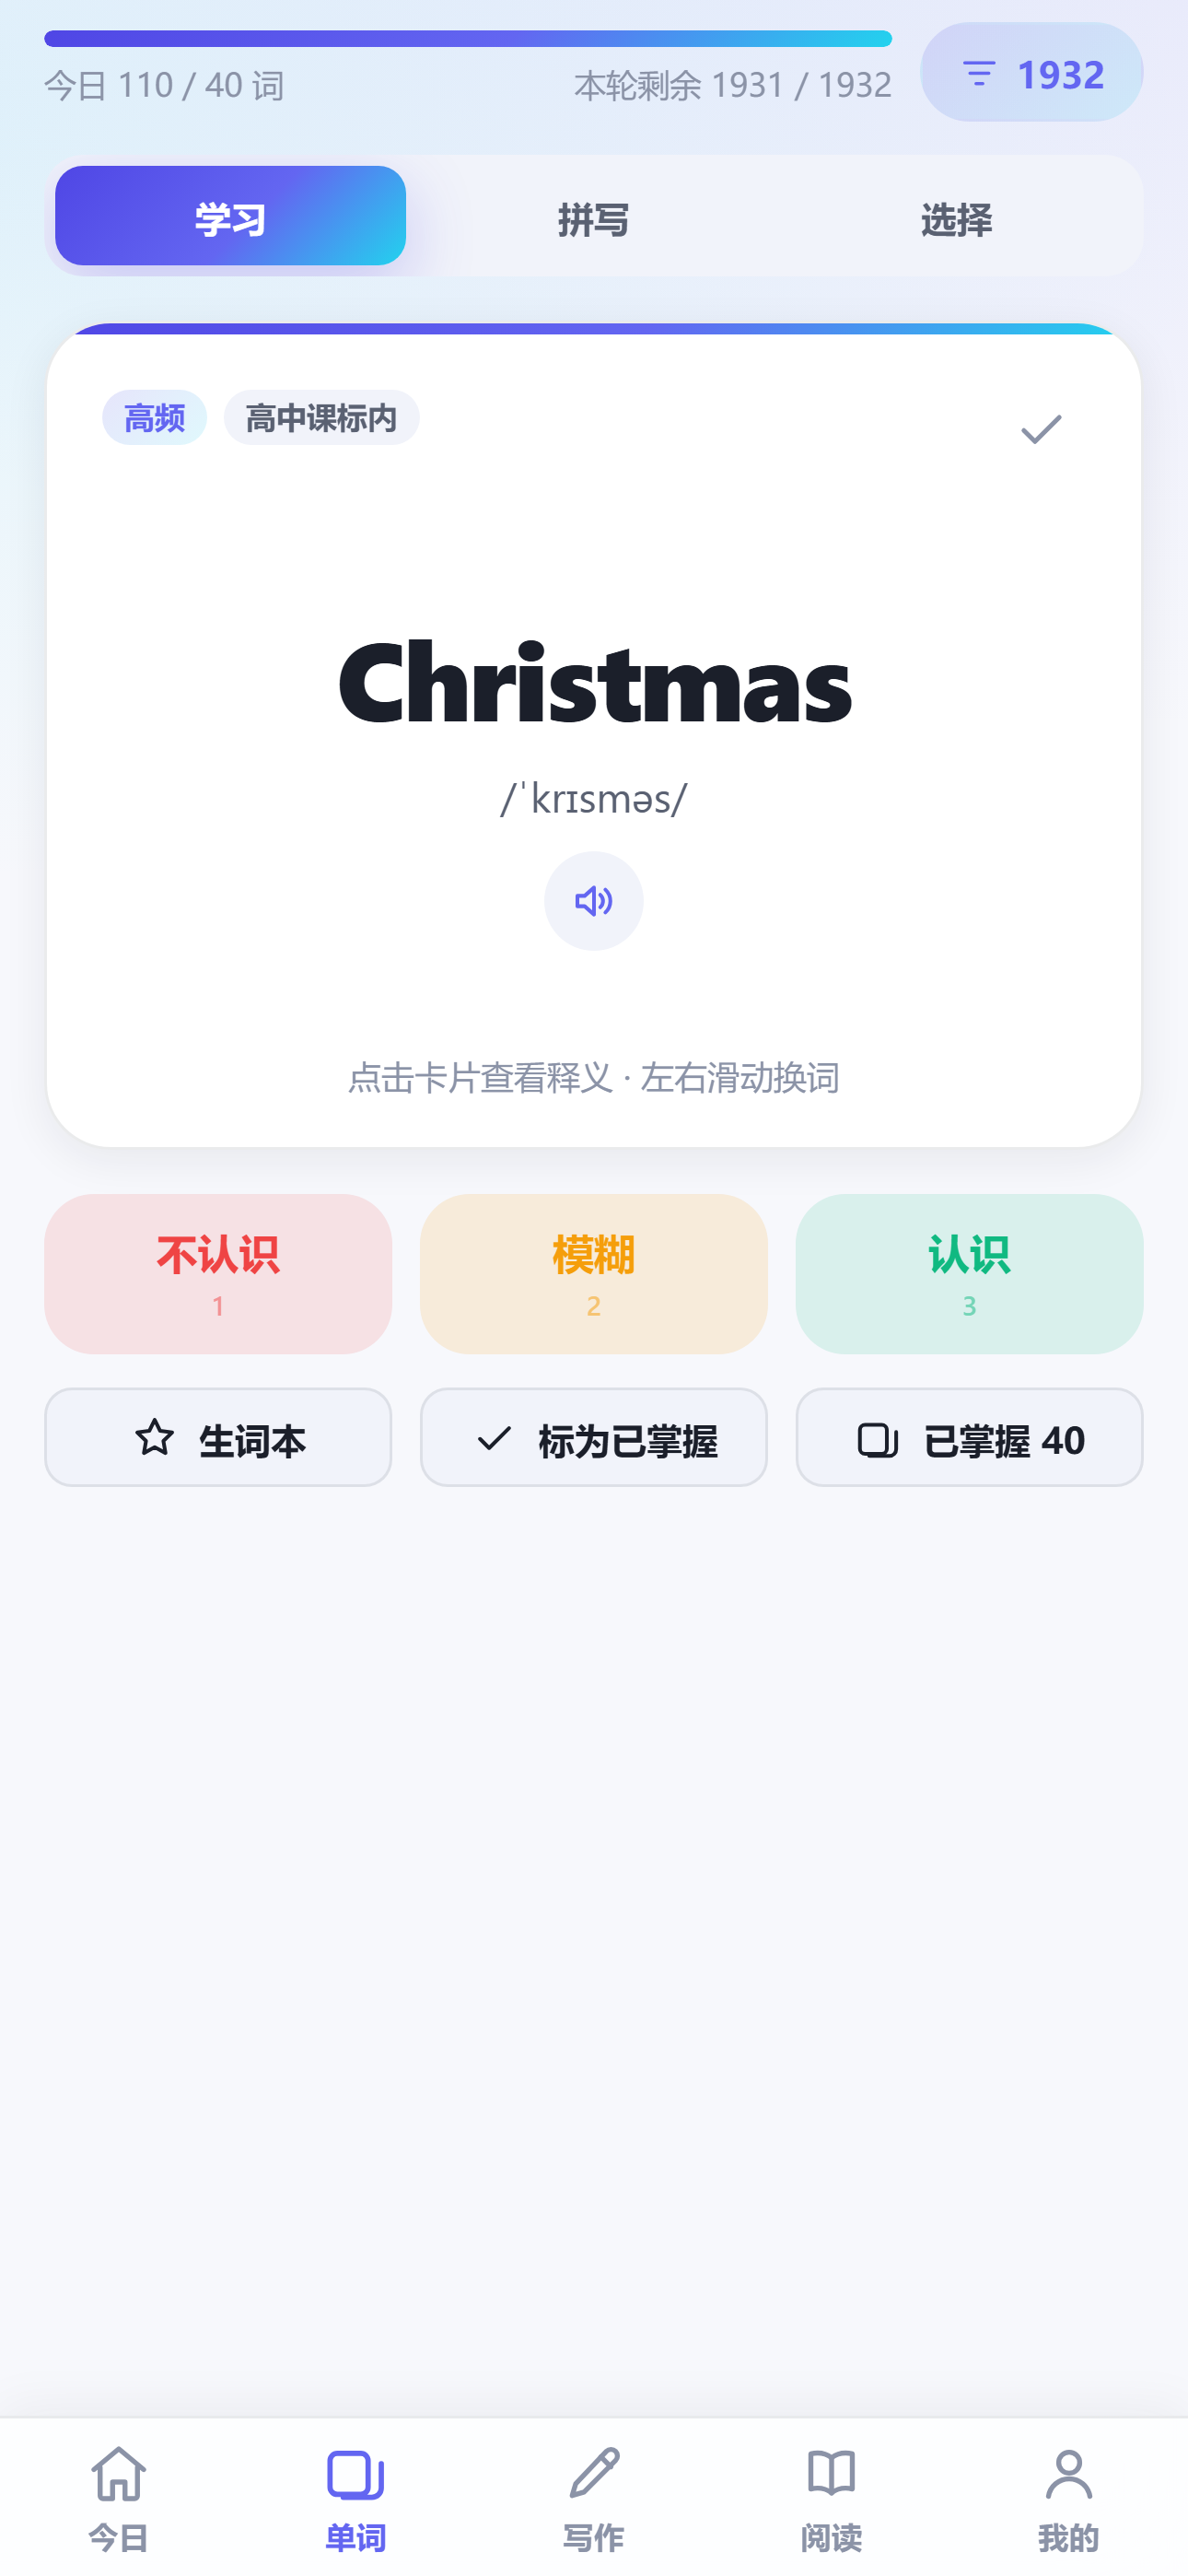 今日 110 / 40 词
本轮剩余 1931 / 1932
1932
学习
拼写
选择
高频
高中课标内
Christmas
/ˈkrɪsməs/
点击卡片查看释义 · 左右滑动换词
不认识
1
模糊
2
认识
3
生词本
标为已掌握
已掌握 40
今日
单词
写作
阅读
我的